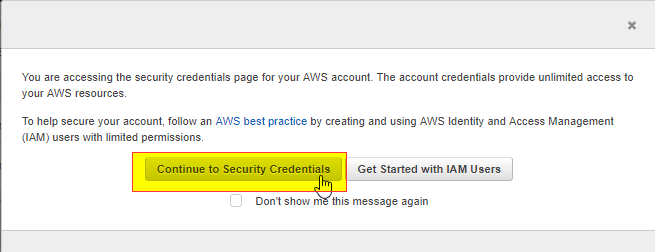 ×
You are accessing the security credentials page for your AWS account. The account credentials provide unlimited access to
your AWS resources.
To help secure your account, follow an AWS best practice by creating and using AWS Identity and Access Management
(IAM) users with limited permissions.
Continue to Security Credentials Get Started with IAM Users
Don't show me this message again